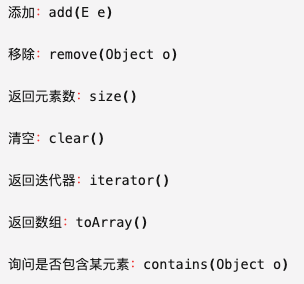 添加: add(E e)
移除: remove(Object o)
返回元素数: size()
清空: clear()
返回迭代器: iterator()
返回数组: toArray()
询问是否包含某元素: contains(Object o)